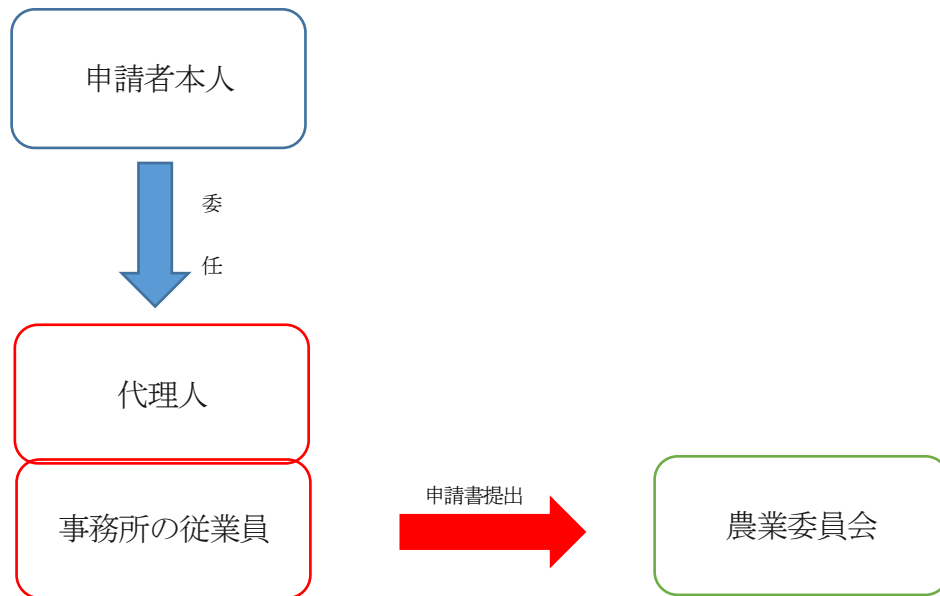 申請者本人
委
任
代理人
事務所の従業員
申請書提出
農業委員会